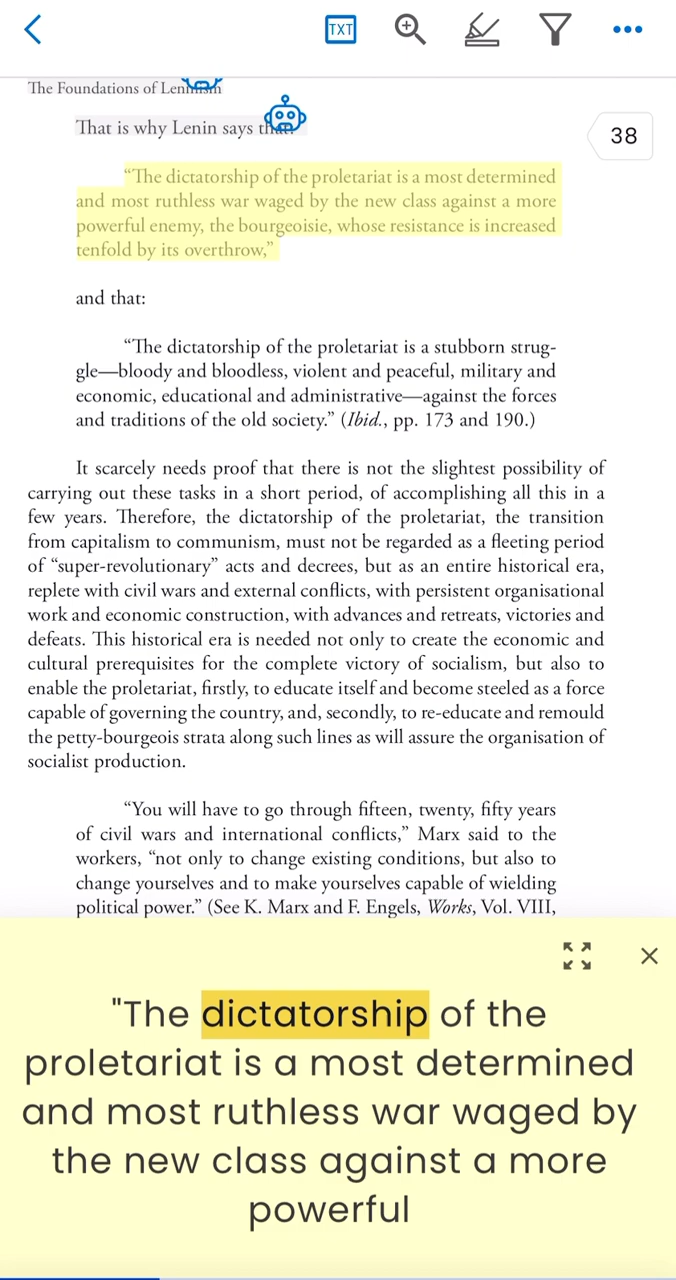 TXT
The Foundations of Leninism
That is why Lenin says that
38
“The dictatorship of the proletariat is a most determined
and most ruthless war waged by the new class against a more
powerful enemy, the bourgeoisie, whose resistance is increased
tenfold by its overthrow,”
and that:
“The dictatorship of the proletariat is a stubborn strug-
gle—bloody and bloodless, violent and peaceful, military and
economic, educational and administrative—against the forces
and traditions of the old society.” (Ibid., pp. 173 and 190.)
It scarcely needs proof that there is not the slightest possibility of
carrying out these tasks in a short period, of accomplishing all this in a
few years. Therefore, the dictatorship of the proletariat, the transition
from capitalism to communism, must not be regarded as a fleeting period
of “super-revolutionary” acts and decrees, but as an entire historical era,
replete with civil wars and external conflicts, with persistent organisational
work and economic construction, with advances and retreats, victories and
defeats. This historical era is needed not only to create the economic and
cultural prerequisites for the complete victory of socialism, but also to
enable the proletariat, firstly, to educate itself and become steeled as a force
capable of governing the country, and, secondly, to re-educate and remould
the petty-bourgeois strata along such lines as will assure the organisation of
socialist production.
“You will have to go through fifteen, twenty, fifty years
of civil wars and international conflicts,” Marx said to the
workers, “not only to change existing conditions, but also to
change yourselves and to make yourselves capable of wielding
political power.” (See K. Marx and F. Engels, Works, Vol. VIII,
"The dictatorship of the
proletariat is a most determined
and most ruthless war waged by
the new class against a more
powerful